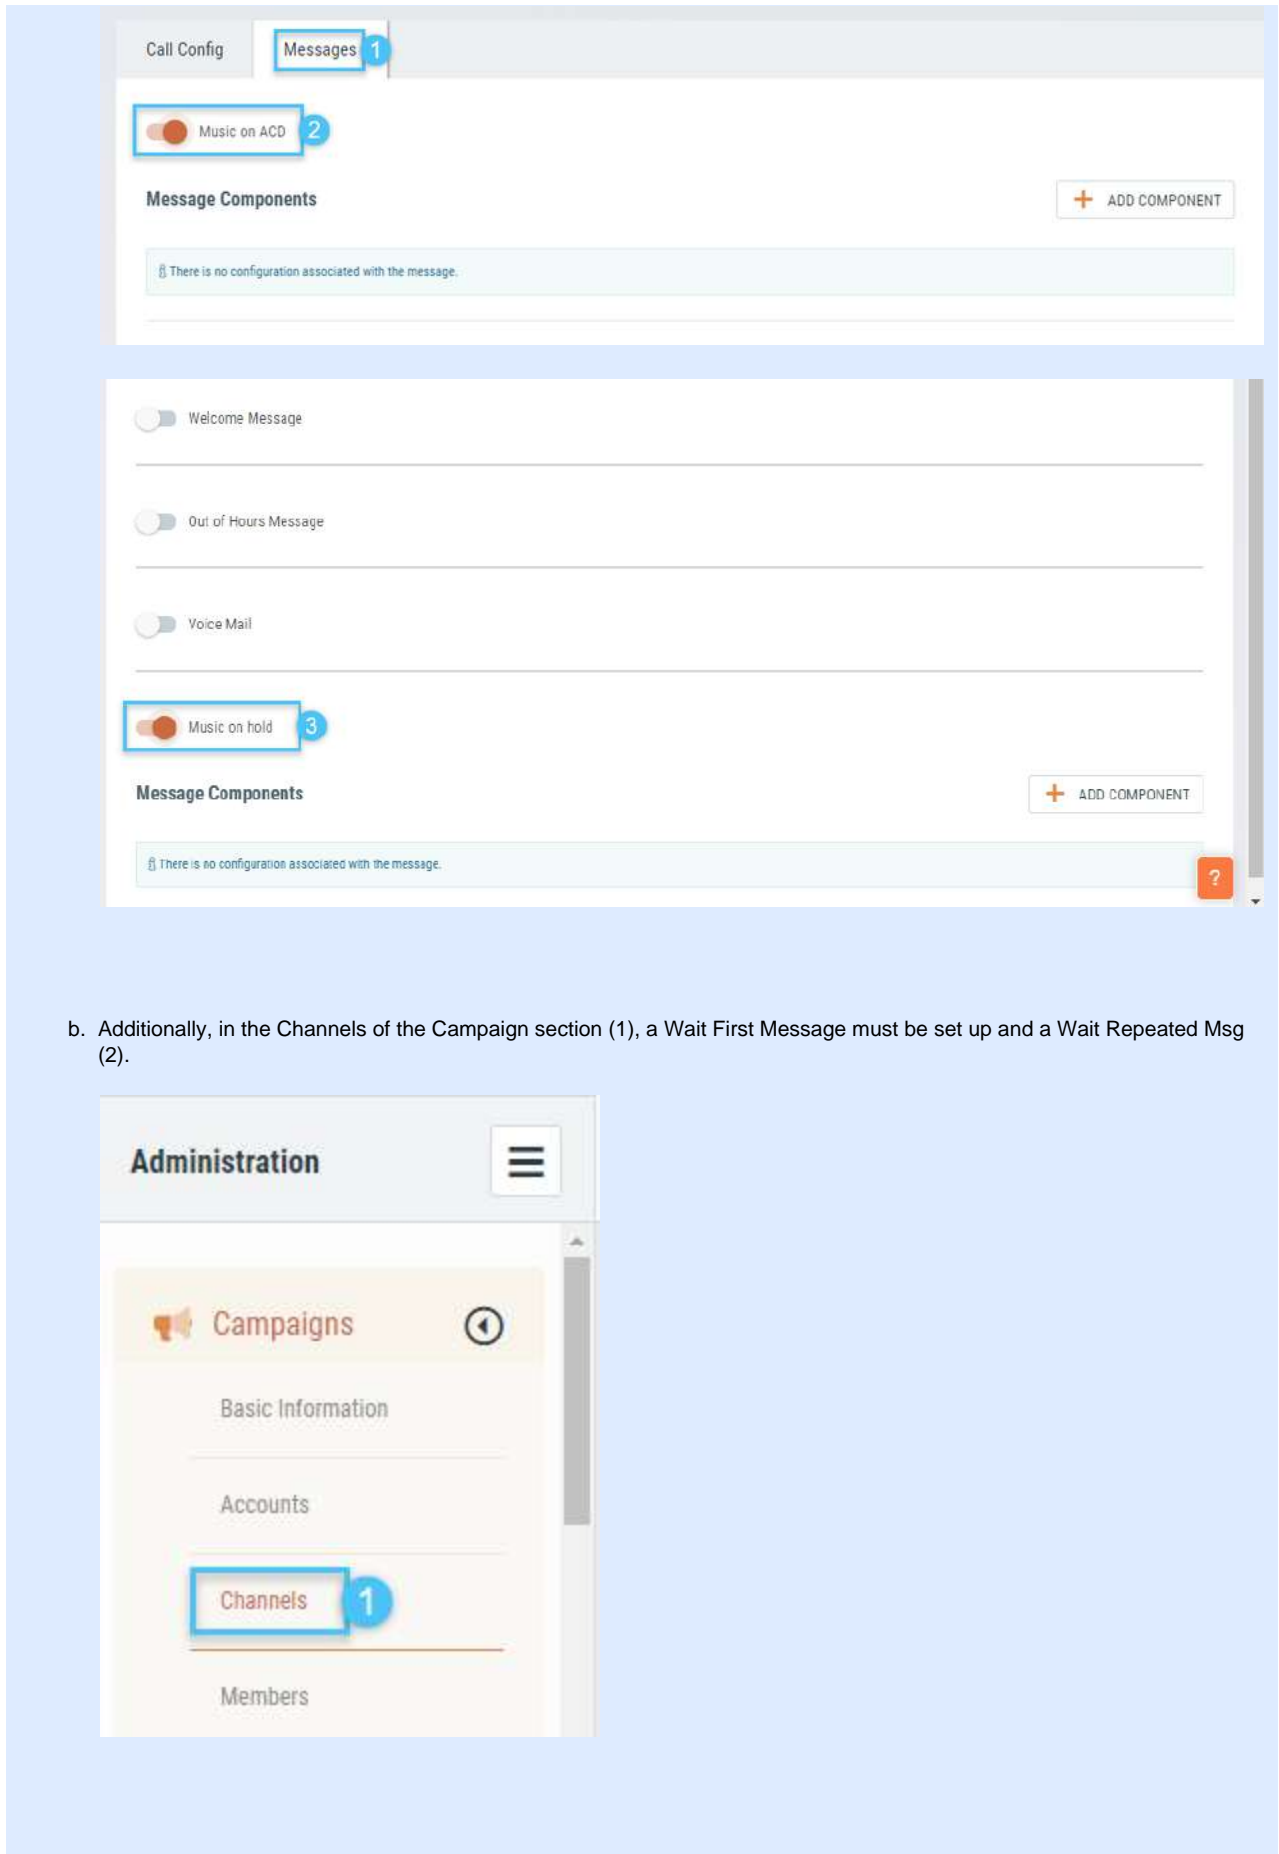 Call Config
Messages 1
Music on ACD 2
Message Components
ADD COMPONENT
There is no configuration associated with the message.
Welcome Message
Out of Hours Message
Voice Mail
Music on hold 3
Message Components
ADD COMPONENT
There is no configuration associated with the message.
?
b. Additionally, in the Channels of the Campaign section (1), a Wait First Message must be set up and a Wait Repeated Msg
(2).
Administration
Campaigns
Basic Information
Accounts
Channels 1
Members